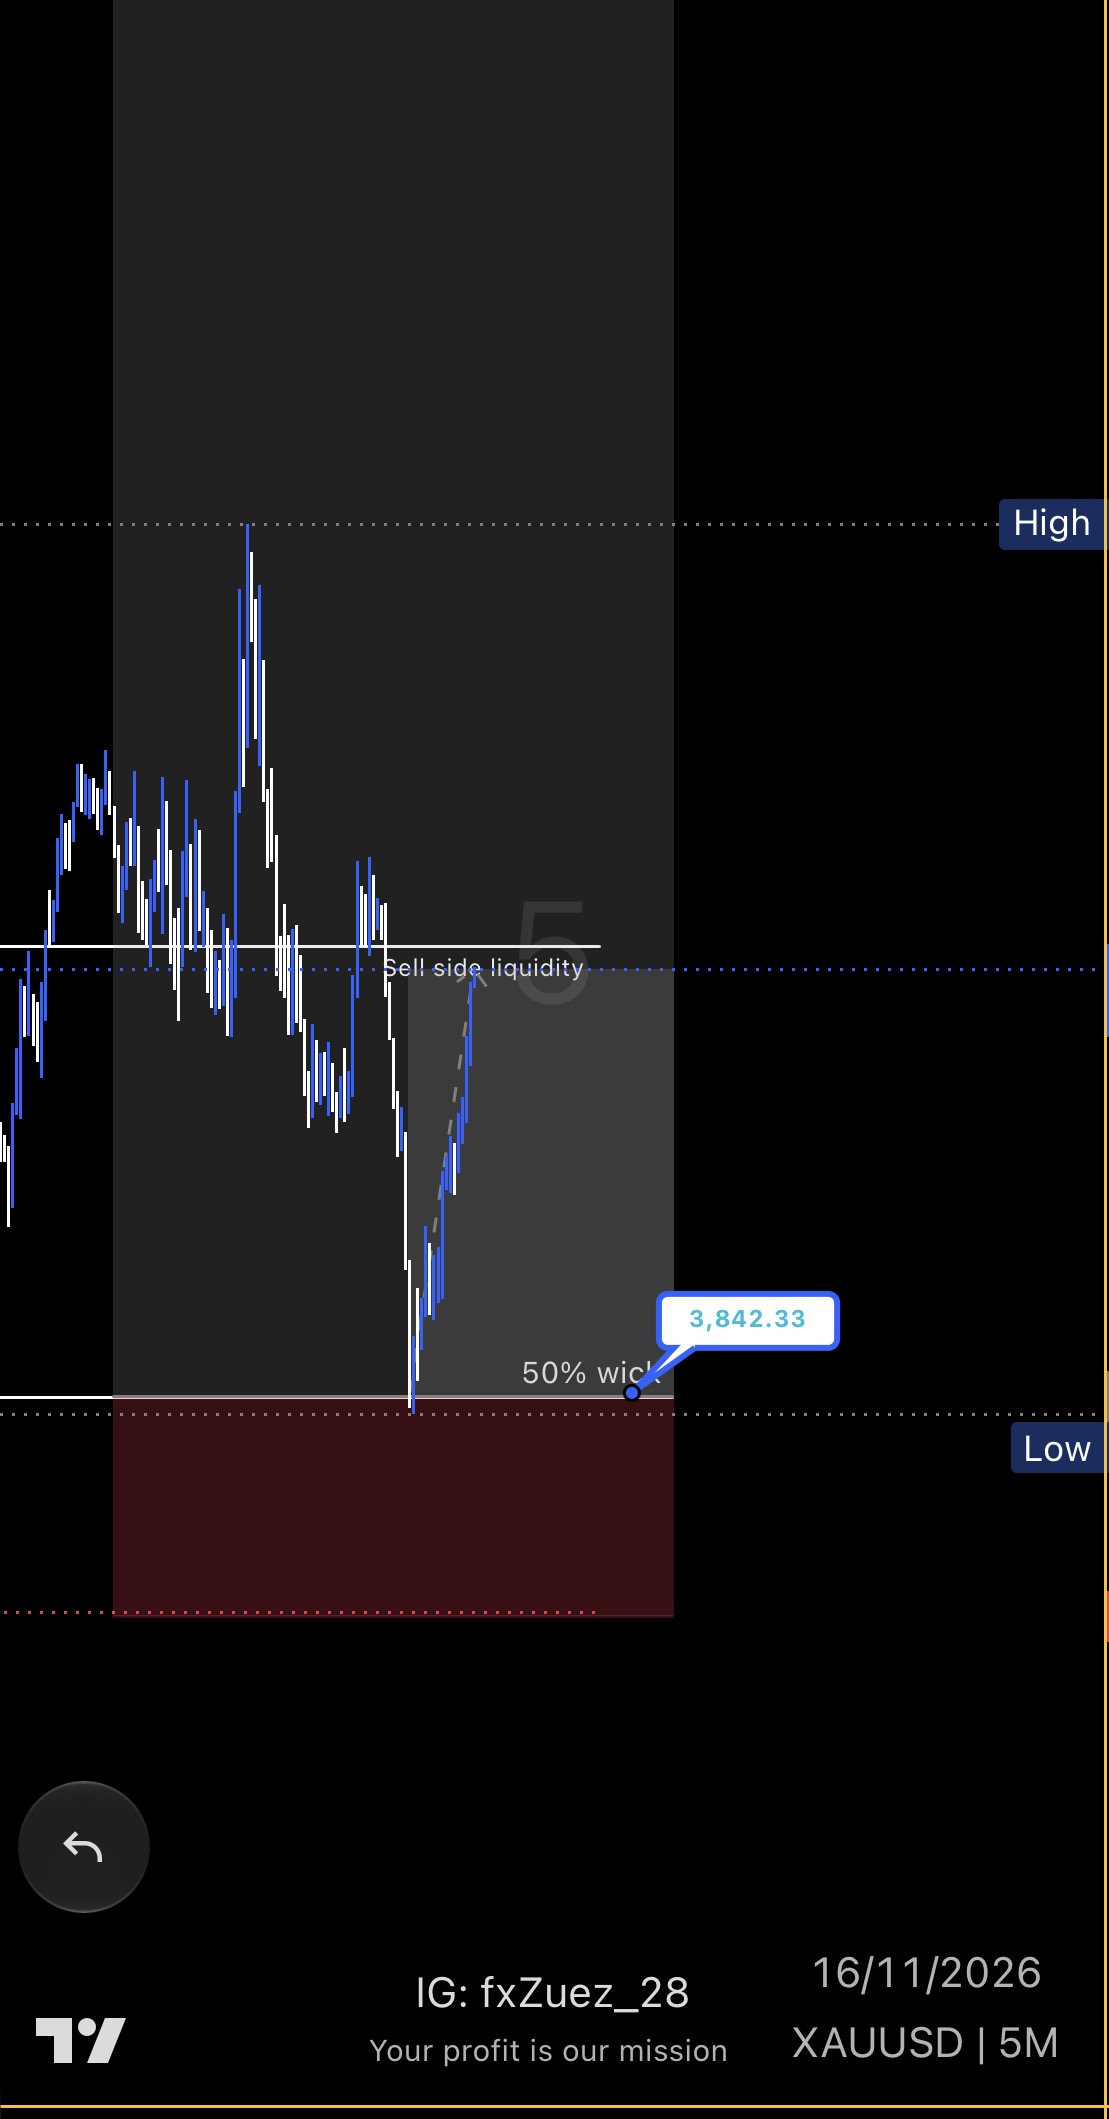 High
5
Sell side liquidity
3,842.33
50% wick
Low
16/11/2026
IG: fxZuez_28
XAUUSD | 5M
Your profit is our mission